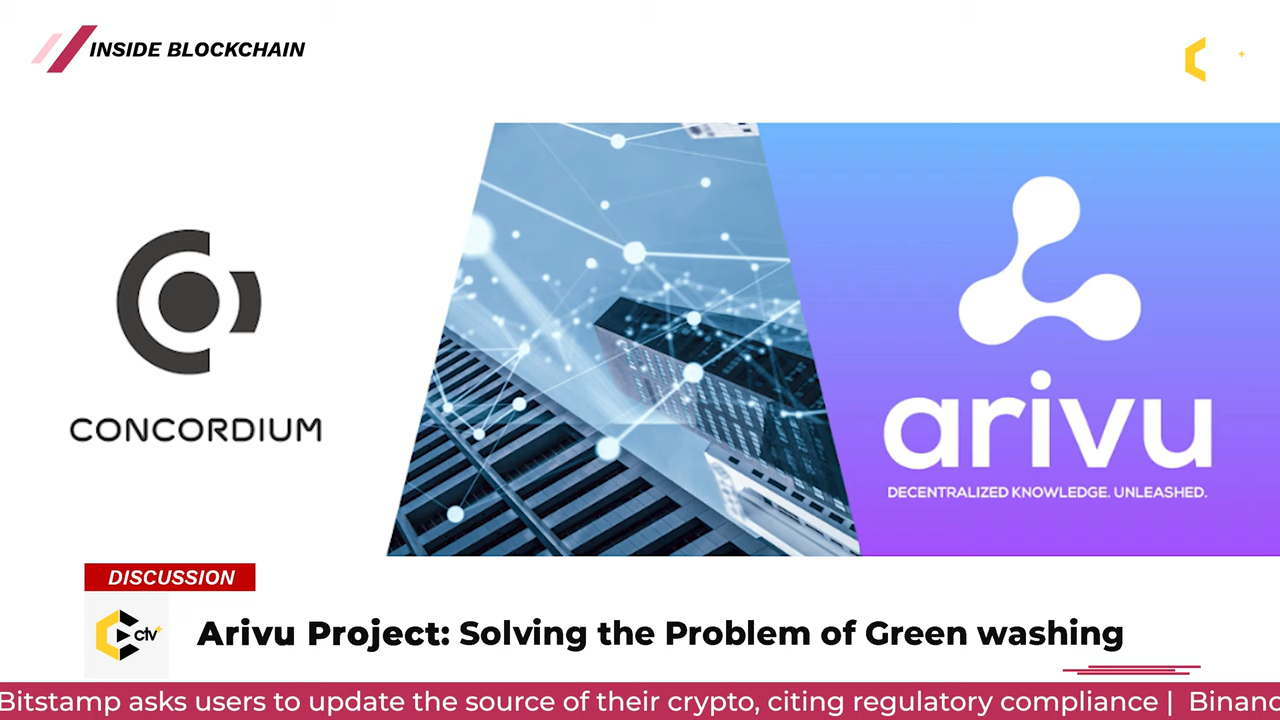 INSIDE BLOCKCHAIN
CONCORDIUM
arivu
DECENTRALIZED KNOWLEDGE. UNLEASHED.
DISCUSSION
ctv+
Arivu Project: Solving the Problem of Green washing
Bitstamp asks users to update the source of their crypto, citing regulatory compliance | Binanc